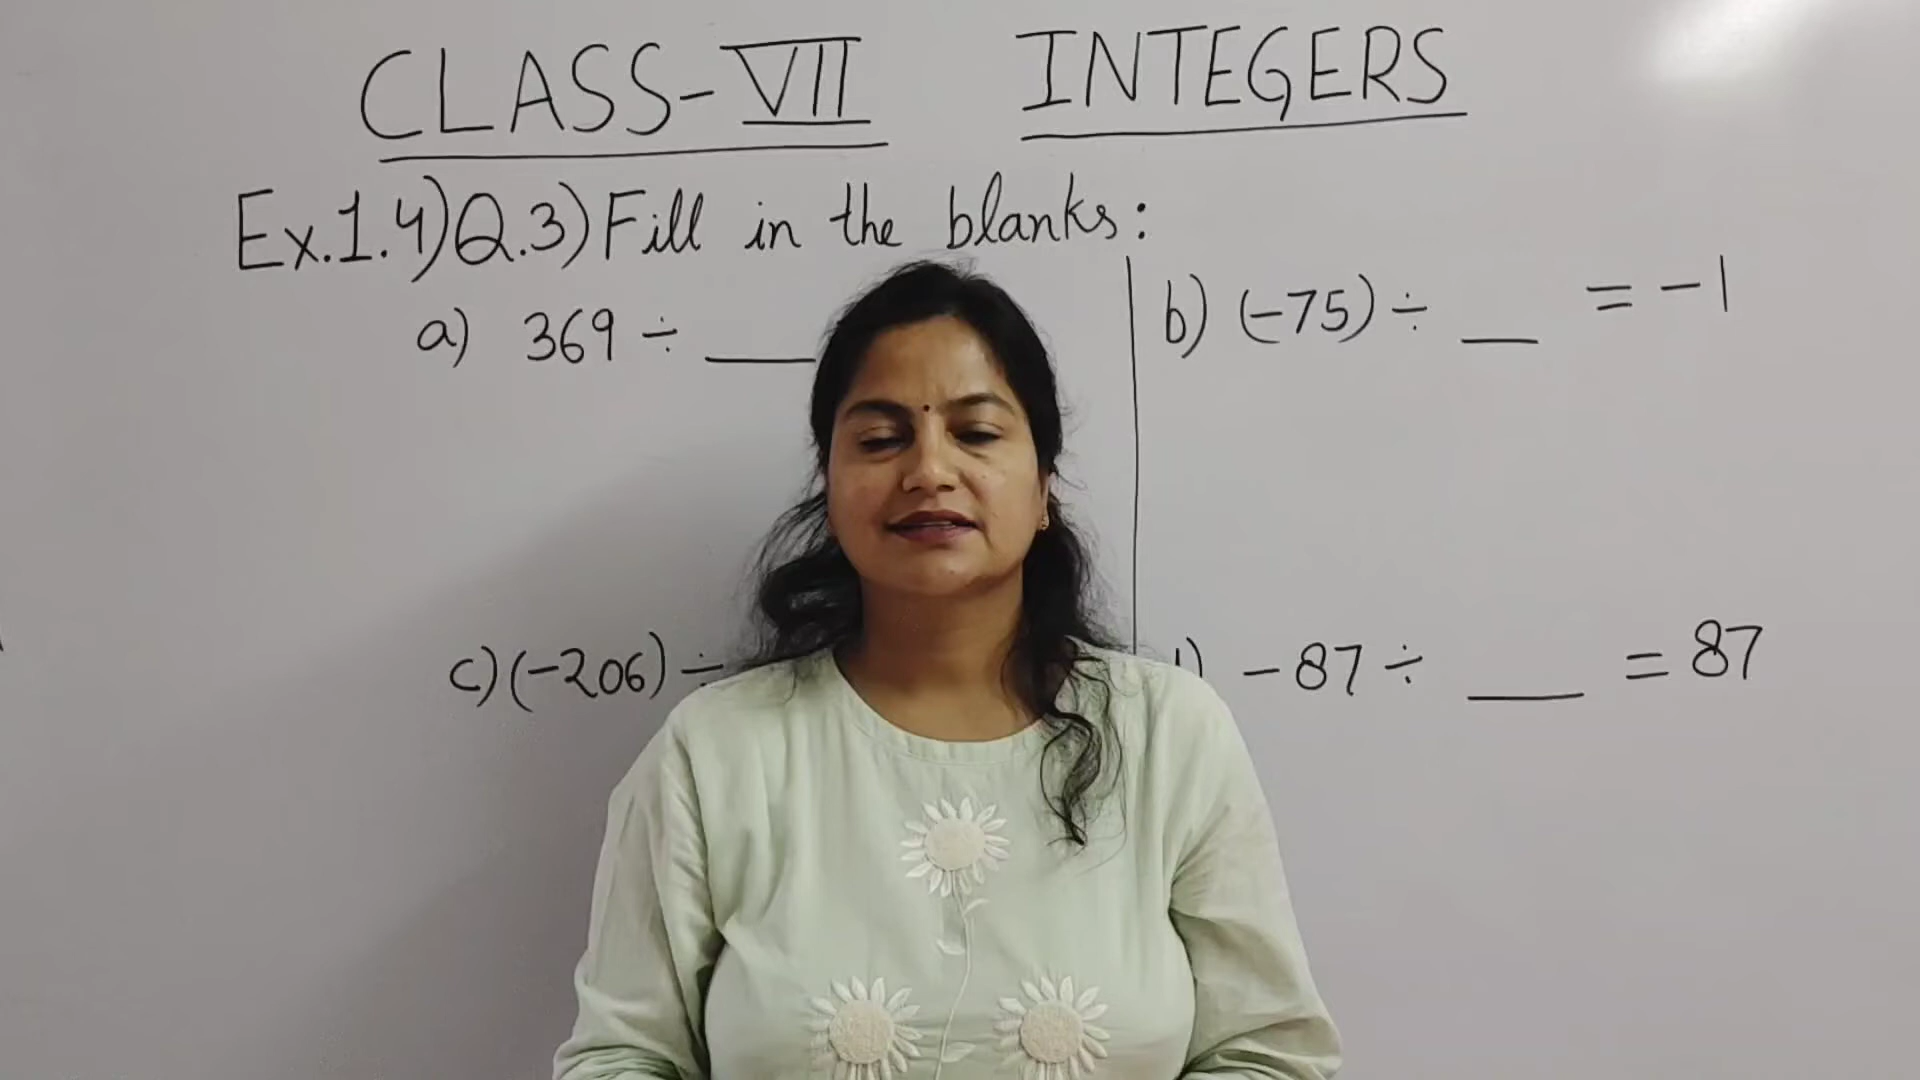 CLASS-VII INTEGERS
Ex.1.4) Q.3) Fill in the blanks:
a) 369 ÷ ___
b) (-75) ÷ __ = -1
c) (-206) ÷
) -87 ÷ ___ = 87